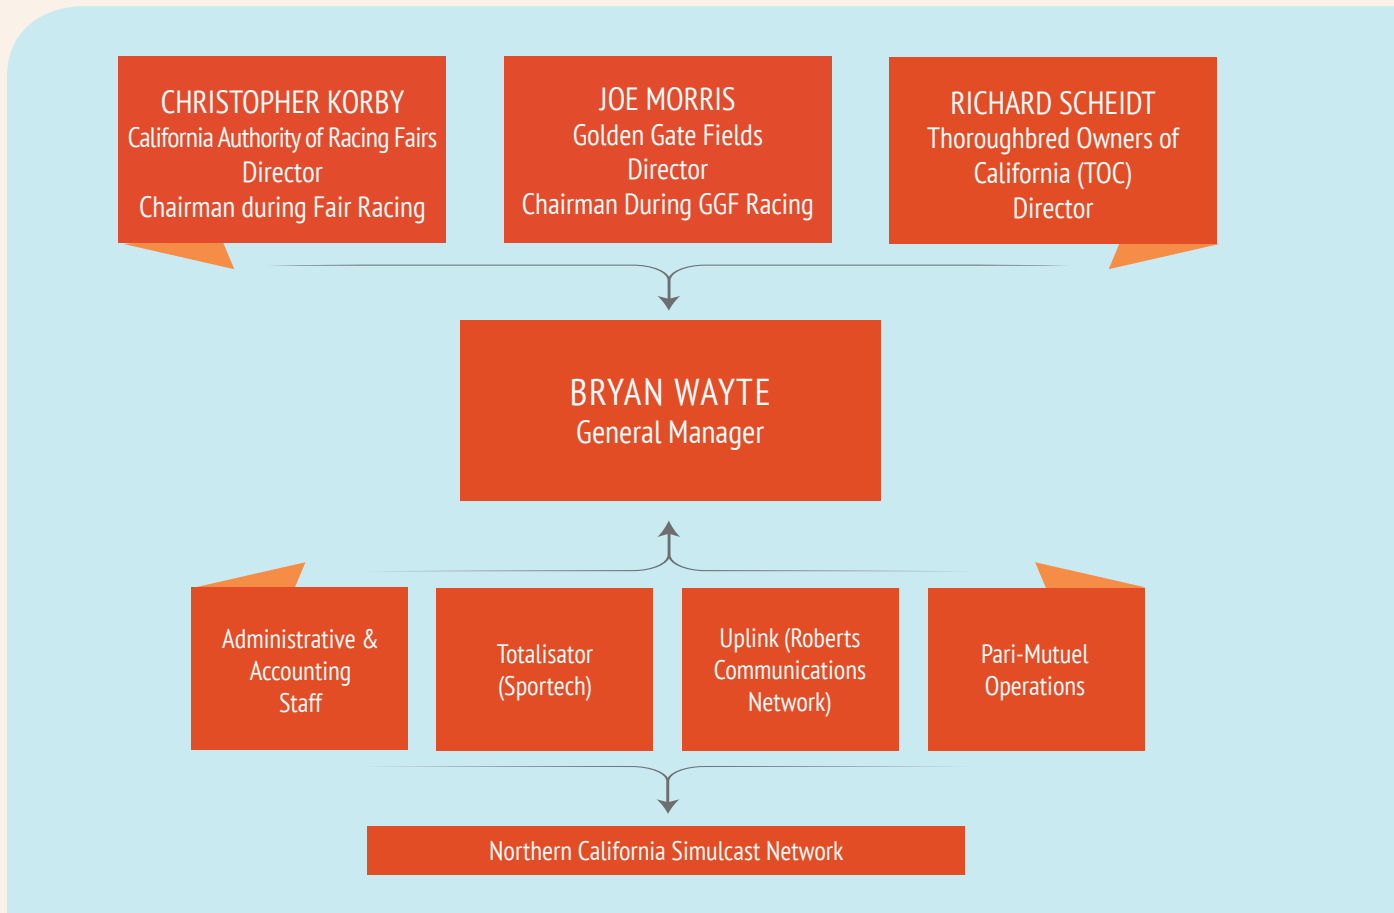 CHRISTOPHER KORBY
California Authority of Racing Fairs
Director
Chairman during Fair Racing
JOE MORRIS
Golden Gate Fields
Director
Chairman During GGF Racing
RICHARD SCHEIDT
Thoroughbred Owners of
California (TOC)
Director
BRYAN WAYTE
General Manager
Administrative &
Accounting
Staff
Totalisator
(Sportech)
Uplink (Roberts
Communications
Network)
Pari-Mutuel
Operations
Northern California Simulcast Network